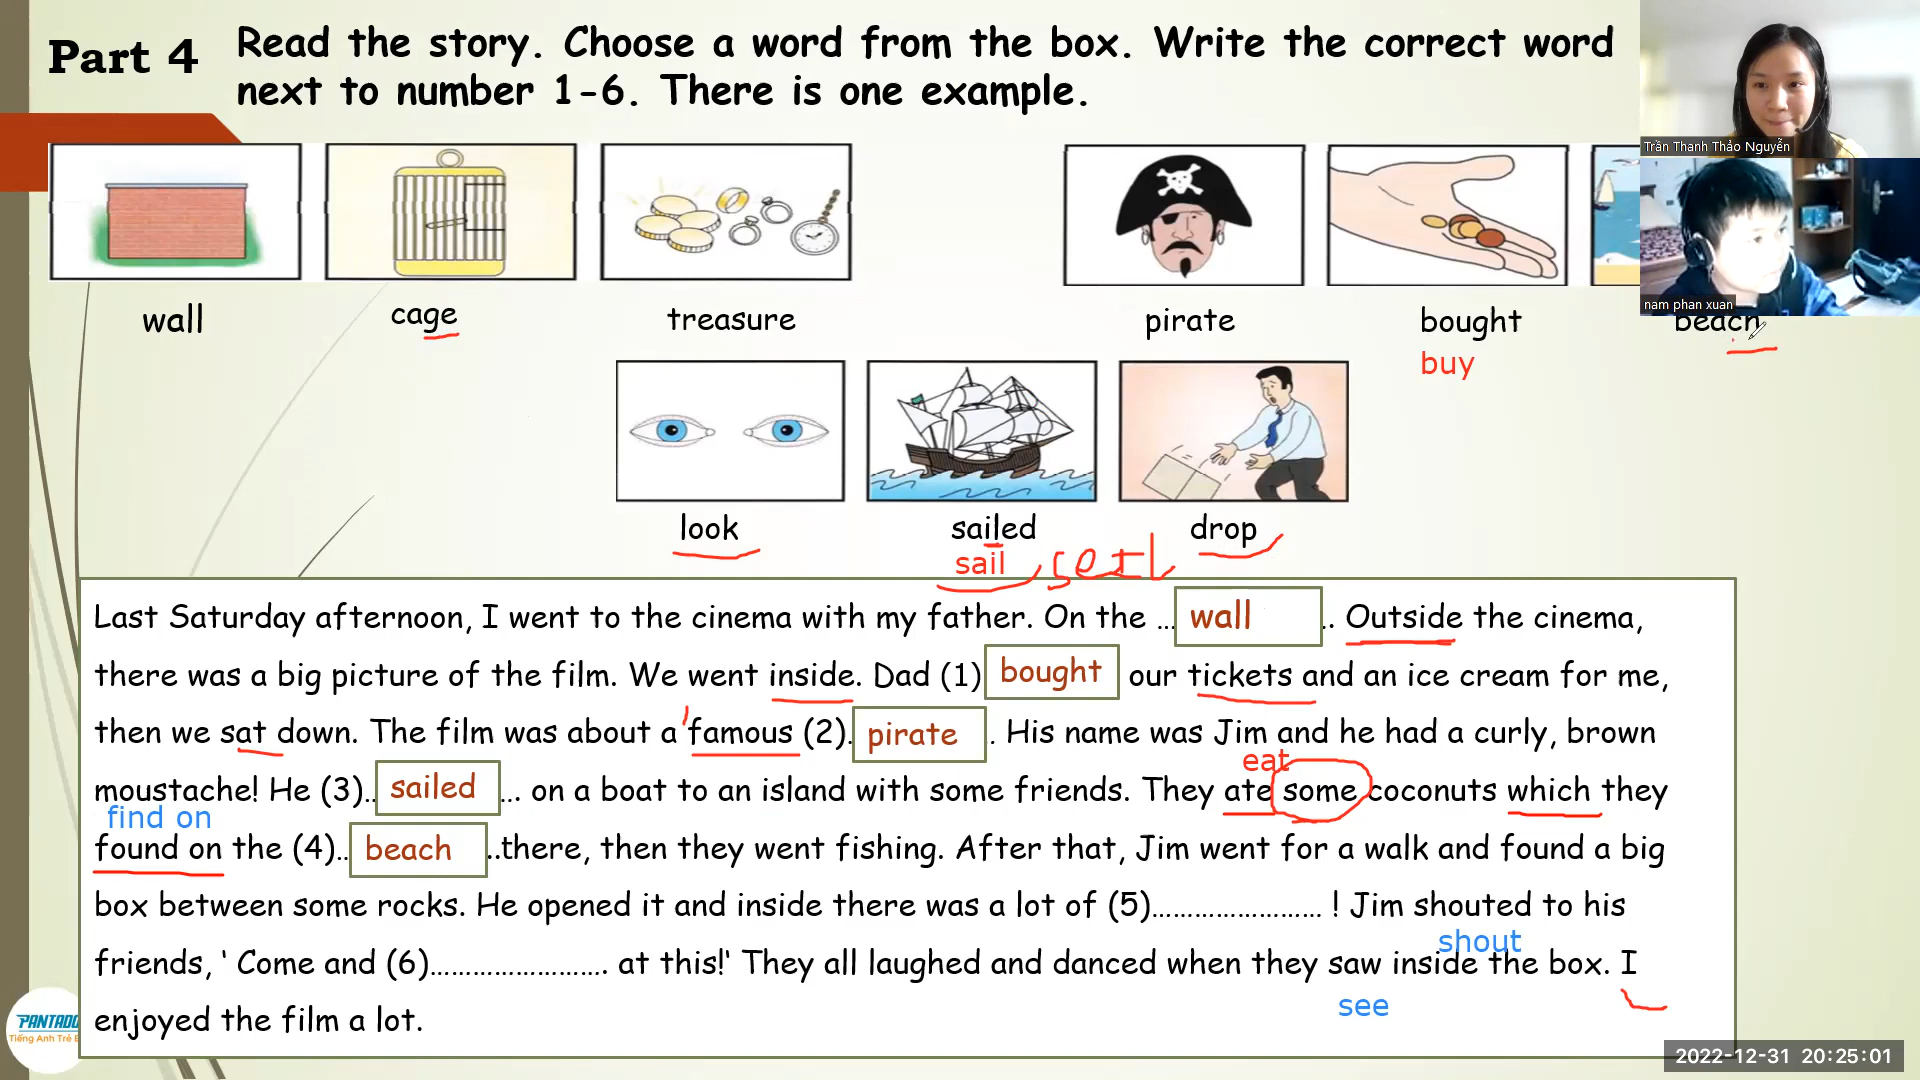 Part 4
Read the story. Choose a word from the box. Write the correct word
next to number 1-6. There is one example.
Trần Thanh Thảo Nguyễn
nam phan xuan
wall cage treasure pirate bought beach
buy
look sailed drop
sail sail
Last Saturday afternoon, I went to the cinema with my father. On the ... wall .. Outside the cinema,
there was a big picture of the film. We went inside. Dad (1) bought our tickets and an ice cream for me,
then we sat down. The film was about a famous (2). pirate . His name was Jim and he had a curly, brown
eat
moustache! He (3).. sailed ... on a boat to an island with some friends. They ate some coconuts which they
find on
found on the (4).. beach ..there, then they went fishing. After that, Jim went for a walk and found a big
box between some rocks. He opened it and inside there was a lot of (5)........................ ! Jim shouted to his
shout
friends, ' Come and (6)......................... at this!' They all laughed and danced when they saw inside the box. I
see
enjoyed the film a lot.
2022-12-31 20:25:01